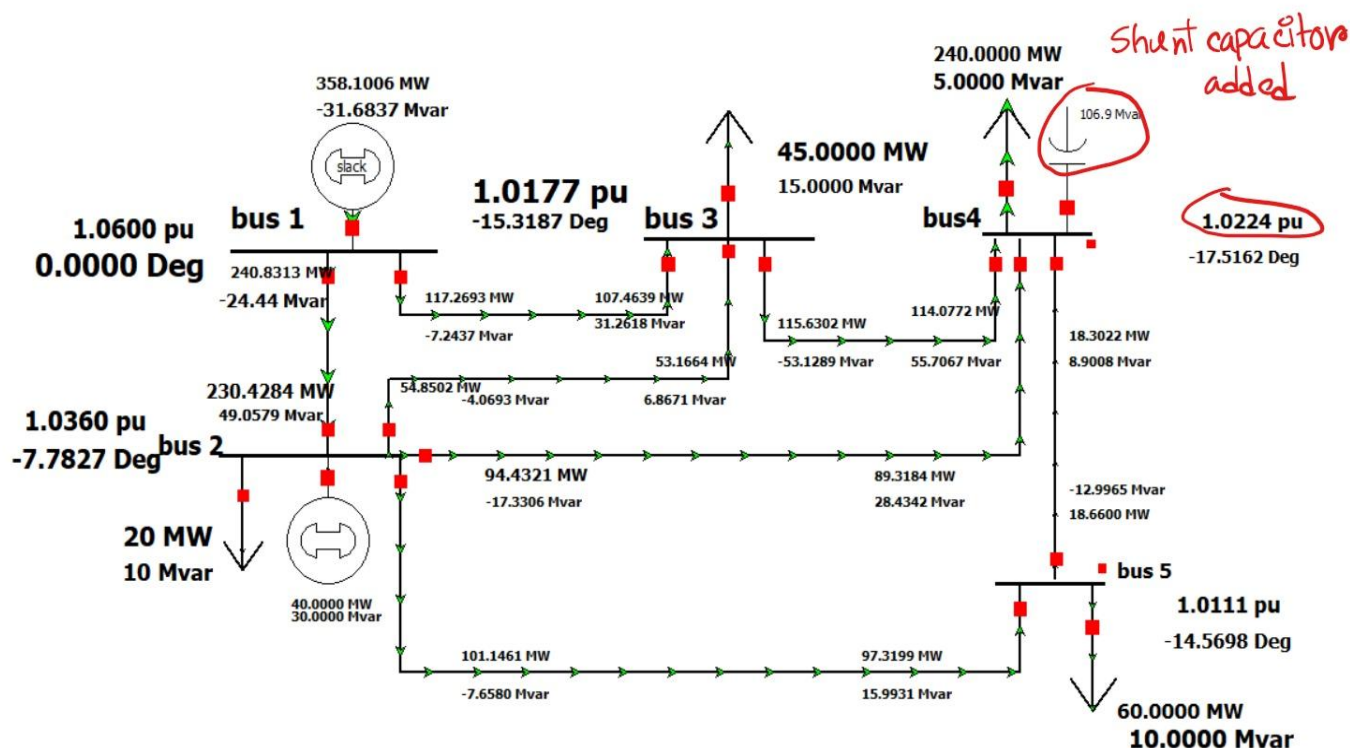 Shunt capacitor
added
240.0000 MW
5.0000 Mvar
106.9 Mvar
358.1006 MW
-31.6837 Mvar
slack
45.0000 MW
15.0000 Mvar
1.0177 pu
-15.3187 Deg
bus 3
bus4
1.0224 pu
-17.5162 Deg
bus 1
1.0600 pu
0.0000 Deg
240.8313 MW
-24.44 Mvar
117.2693 MW
-7.2437 Mvar
107.4639 MW
31.2618 Mvar
115.6302 MW
-53.1289 Mvar
114.0772 MW
55.7067 Mvar
18.3022 MW
8.9008 Mvar
53.1664 MW
6.8671 Mvar
54.8502 MW
-4.0693 Mvar
230.4284 MW
49.0579 Mvar
1.0360 pu
-7.7827 Deg
bus 2
94.4321 MW
-17.3306 Mvar
89.3184 MW
28.4342 Mvar
-12.9965 Mvar
18.6600 MW
20 MW
10 Mvar
40.0000 MW
30.0000 Mvar
bus 5
1.0111 pu
-14.5698 Deg
101.1461 MW
-7.6580 Mvar
97.3199 MW
15.9931 Mvar
60.0000 MW
10.0000 Mvar